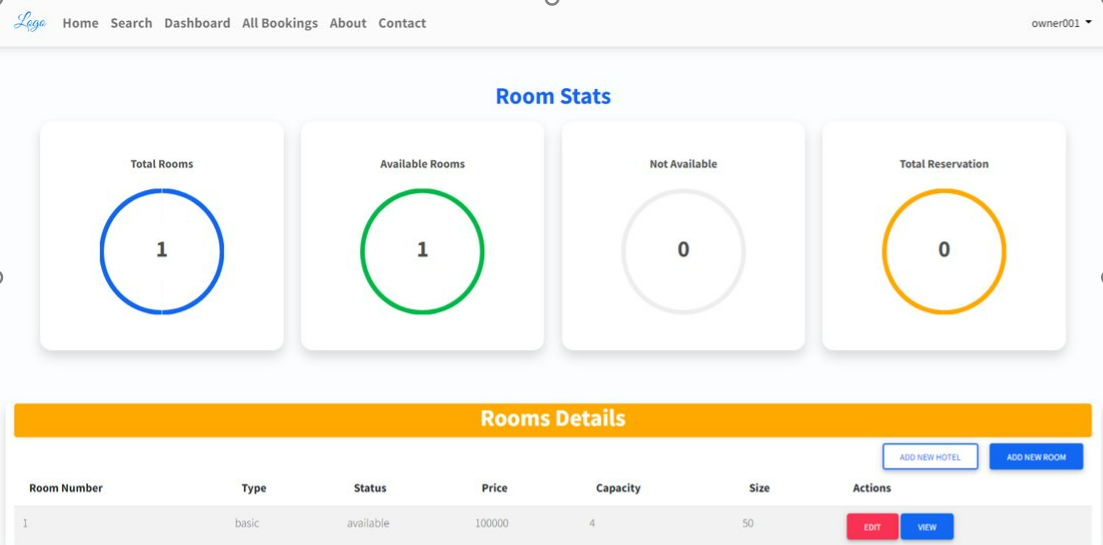 Logo Home Search Dashboard All Bookings About Contact owner001
Room Stats
Total Rooms Available Rooms Not Available Total Reservation
1 1 0 0
Rooms Details
ADD NEW HOTEL ADD NEW ROOM
Room Number Type Status Price Capacity Size Actions
1 basic available 100000 4 50 EDIT VIEW